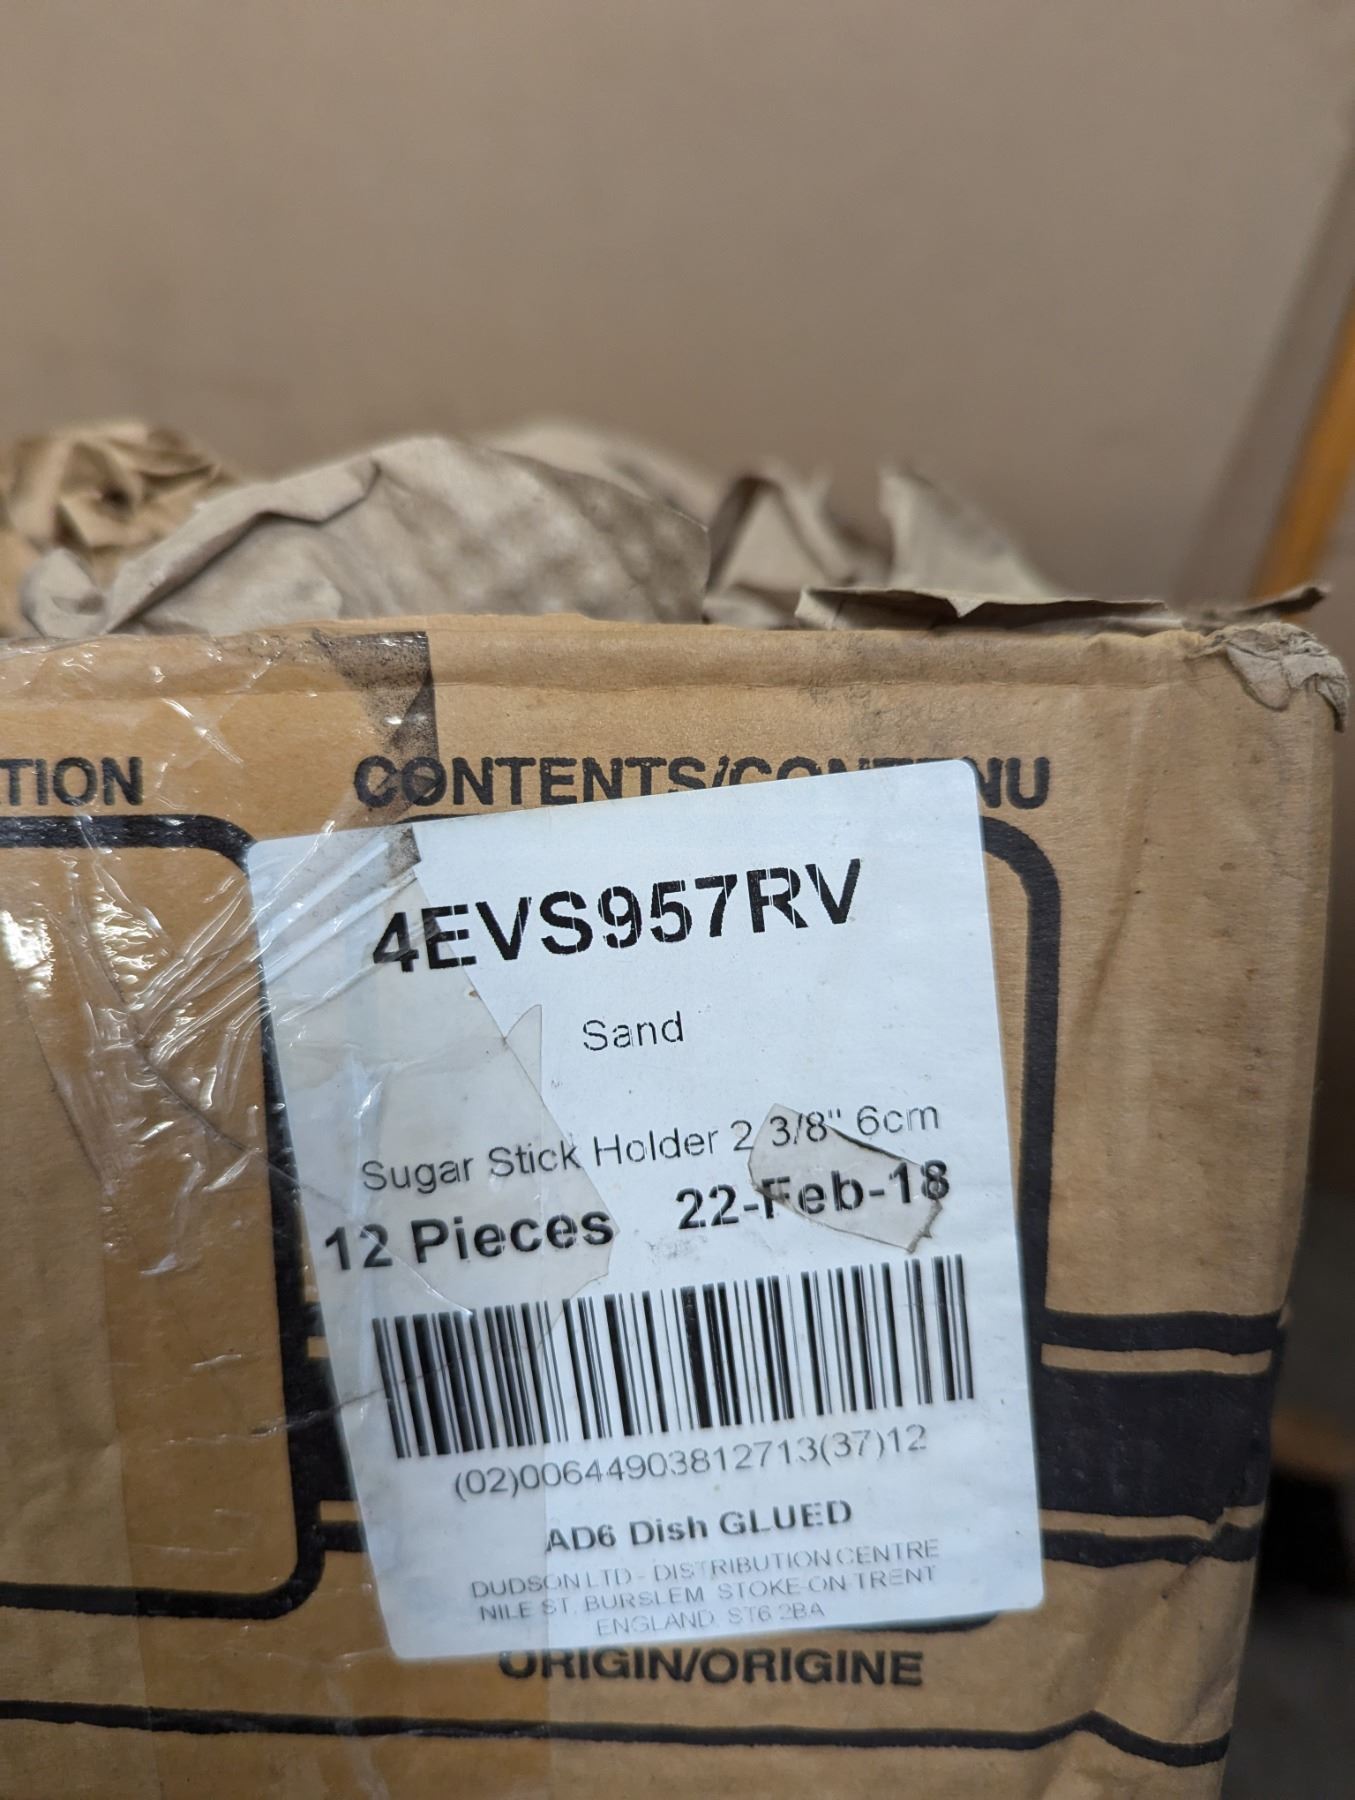 TION
CONTENTS/CONTENU
4EVS957RV
Sand
Sugar Stick Holder 2 3/8" 6cm
12 Pieces 22-Feb-18
(02)00644903812713(37)12
AD6 Dish GLUED
DUDSON LTD - DISTRIBUTION CENTRE
NILE ST, BURSLEM STOKE-ON-TRENT
ENGLAND, ST6 2BA
ORIGIN/ORIGINE